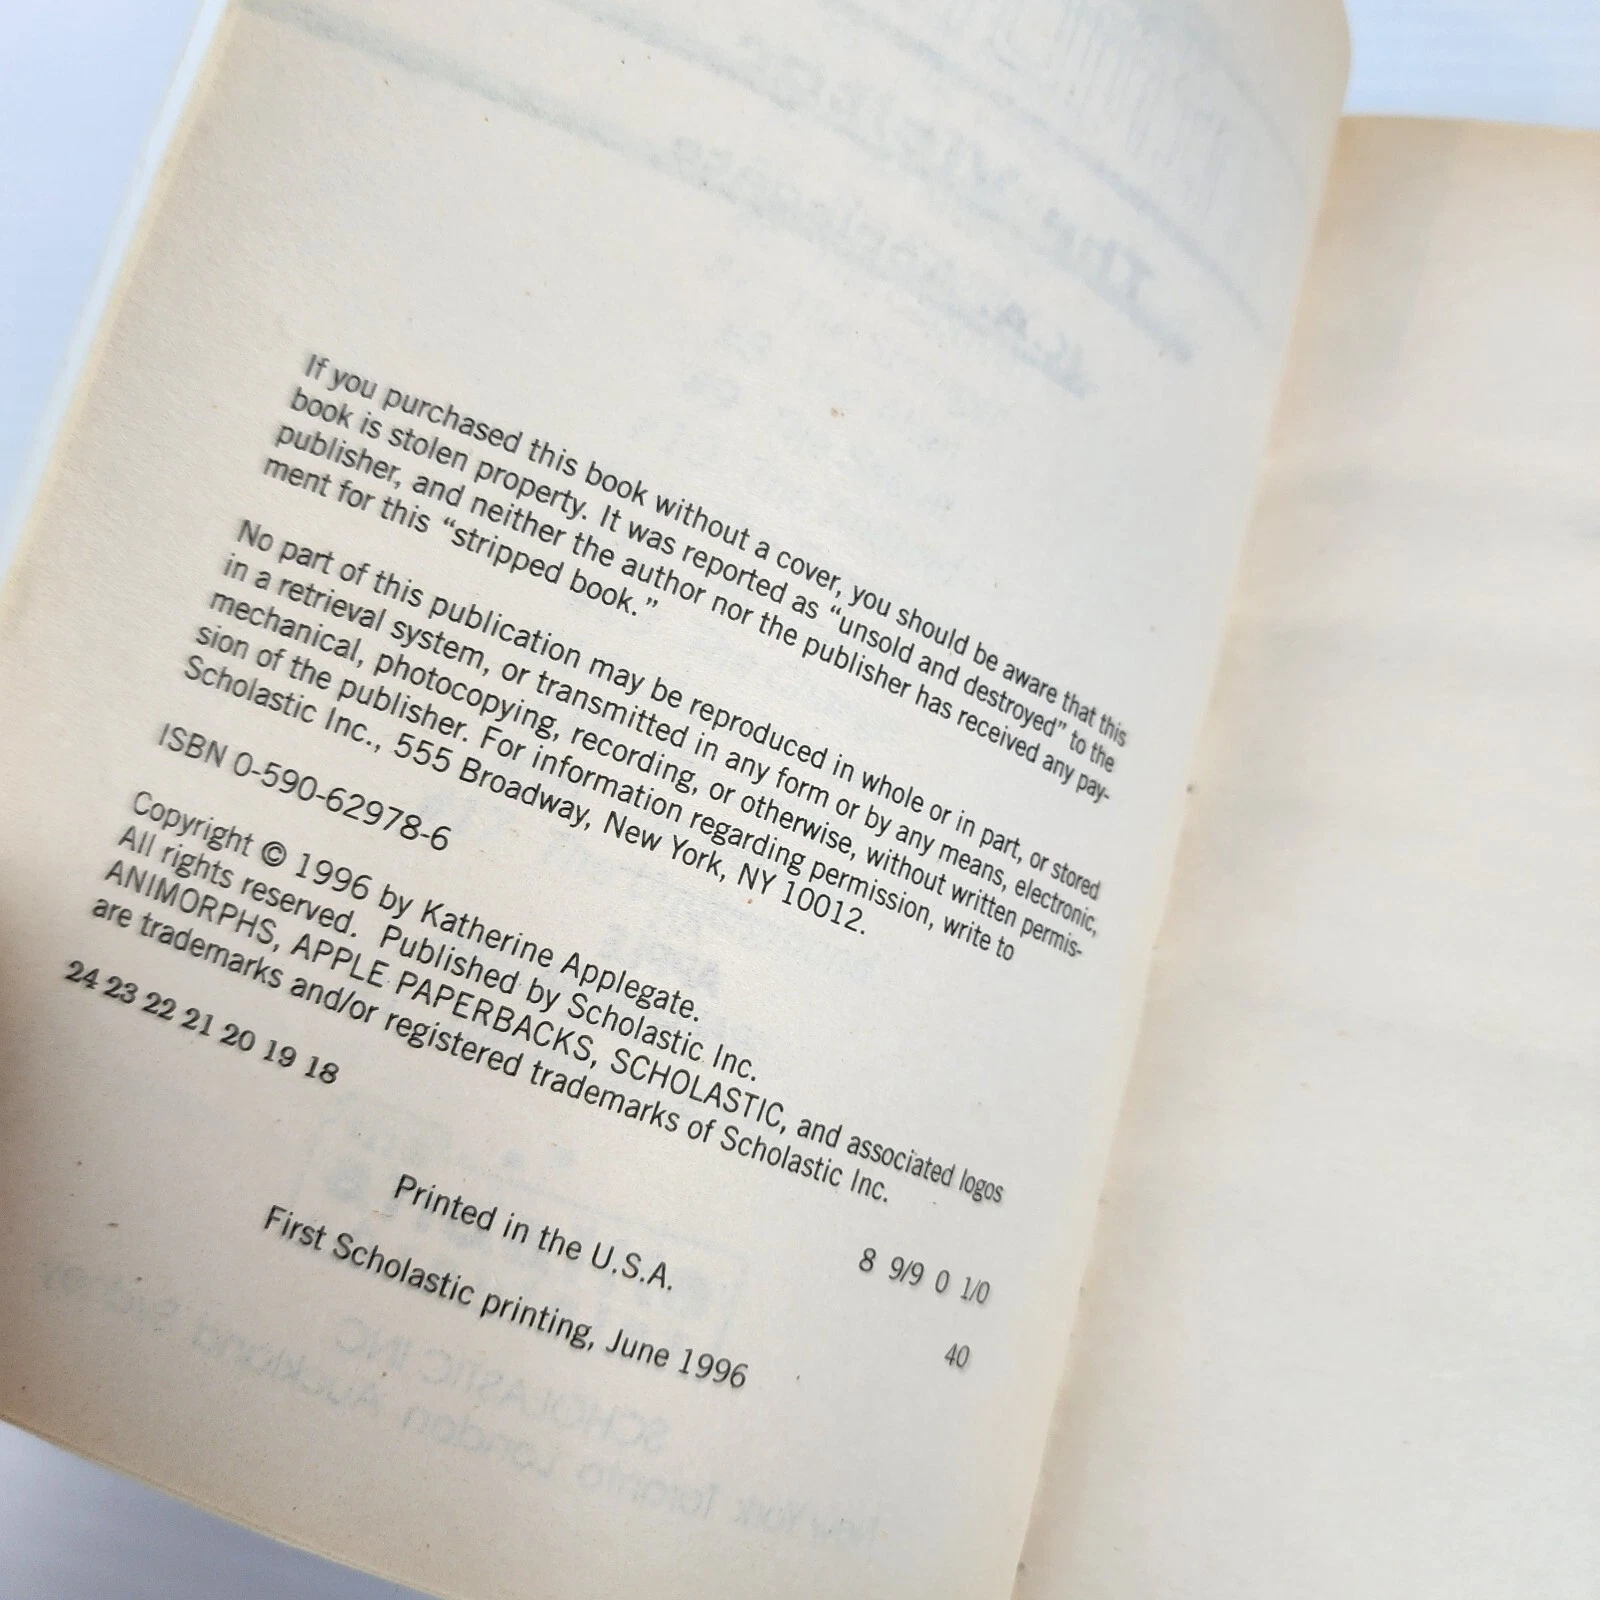 If you purchased this book without a cover, you should be aware that this
book is stolen property. It was reported as “unsold and destroyed” to the
publisher, and neither the author nor the publisher has received any pay-
ment for this “stripped book.”
No part of this publication may be reproduced in whole or in part, or stored
in a retrieval system, or transmitted in any form or by any means, electronic,
mechanical, photocopying, recording, or otherwise, without written permis-
sion of the publisher. For information regarding permission, write to
Scholastic Inc., 555 Broadway, New York, NY 10012.
ISBN 0-590-62978-6
Copyright © 1996 by Katherine Applegate.
All rights reserved. Published by Scholastic Inc.
ANIMORPHS, APPLE PAPERBACKS, SCHOLASTIC, and associated logos
are trademarks and/or registered trademarks of Scholastic Inc.
24 23 22 21 20 19 18
8 9/9 0 1/0
Printed in the U.S.A.
40
First Scholastic printing, June 1996
SCHOLASTIC INC.
New York Toronto London Auckland Sydney